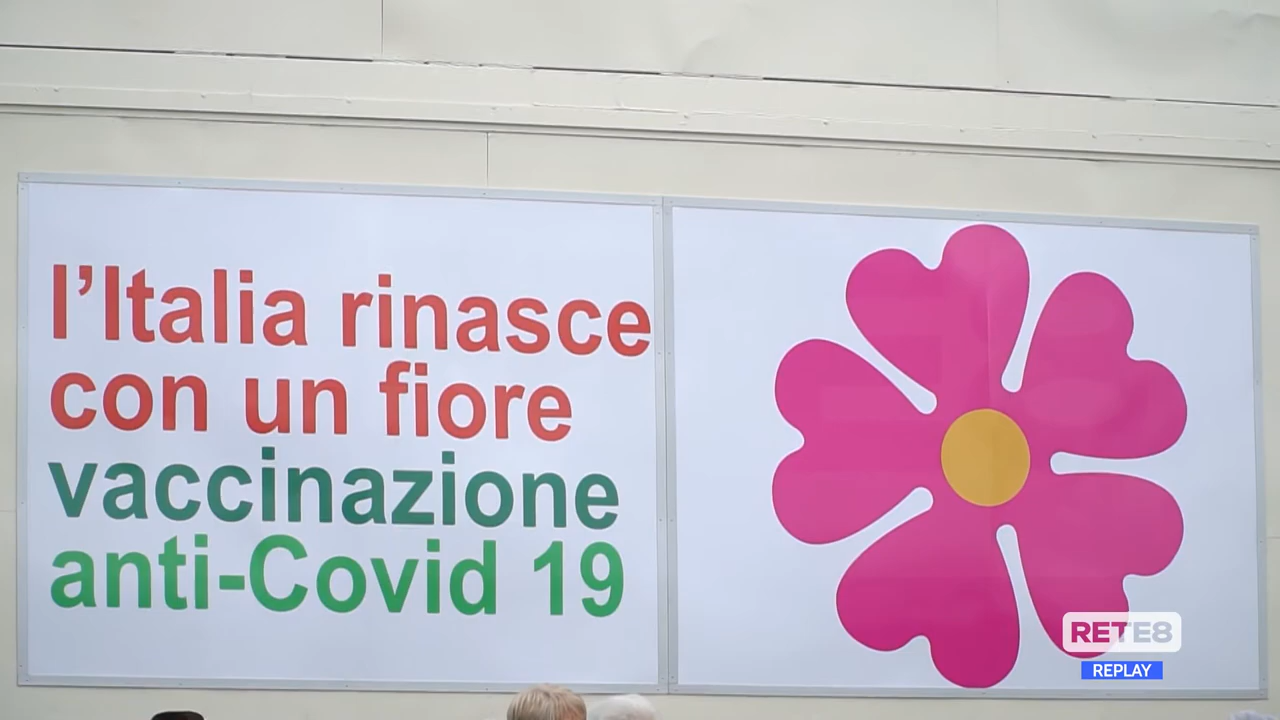 l'Italia rinasce
con un fiore
vaccinazione
anti-Covid 19
RETE8
REPLAY